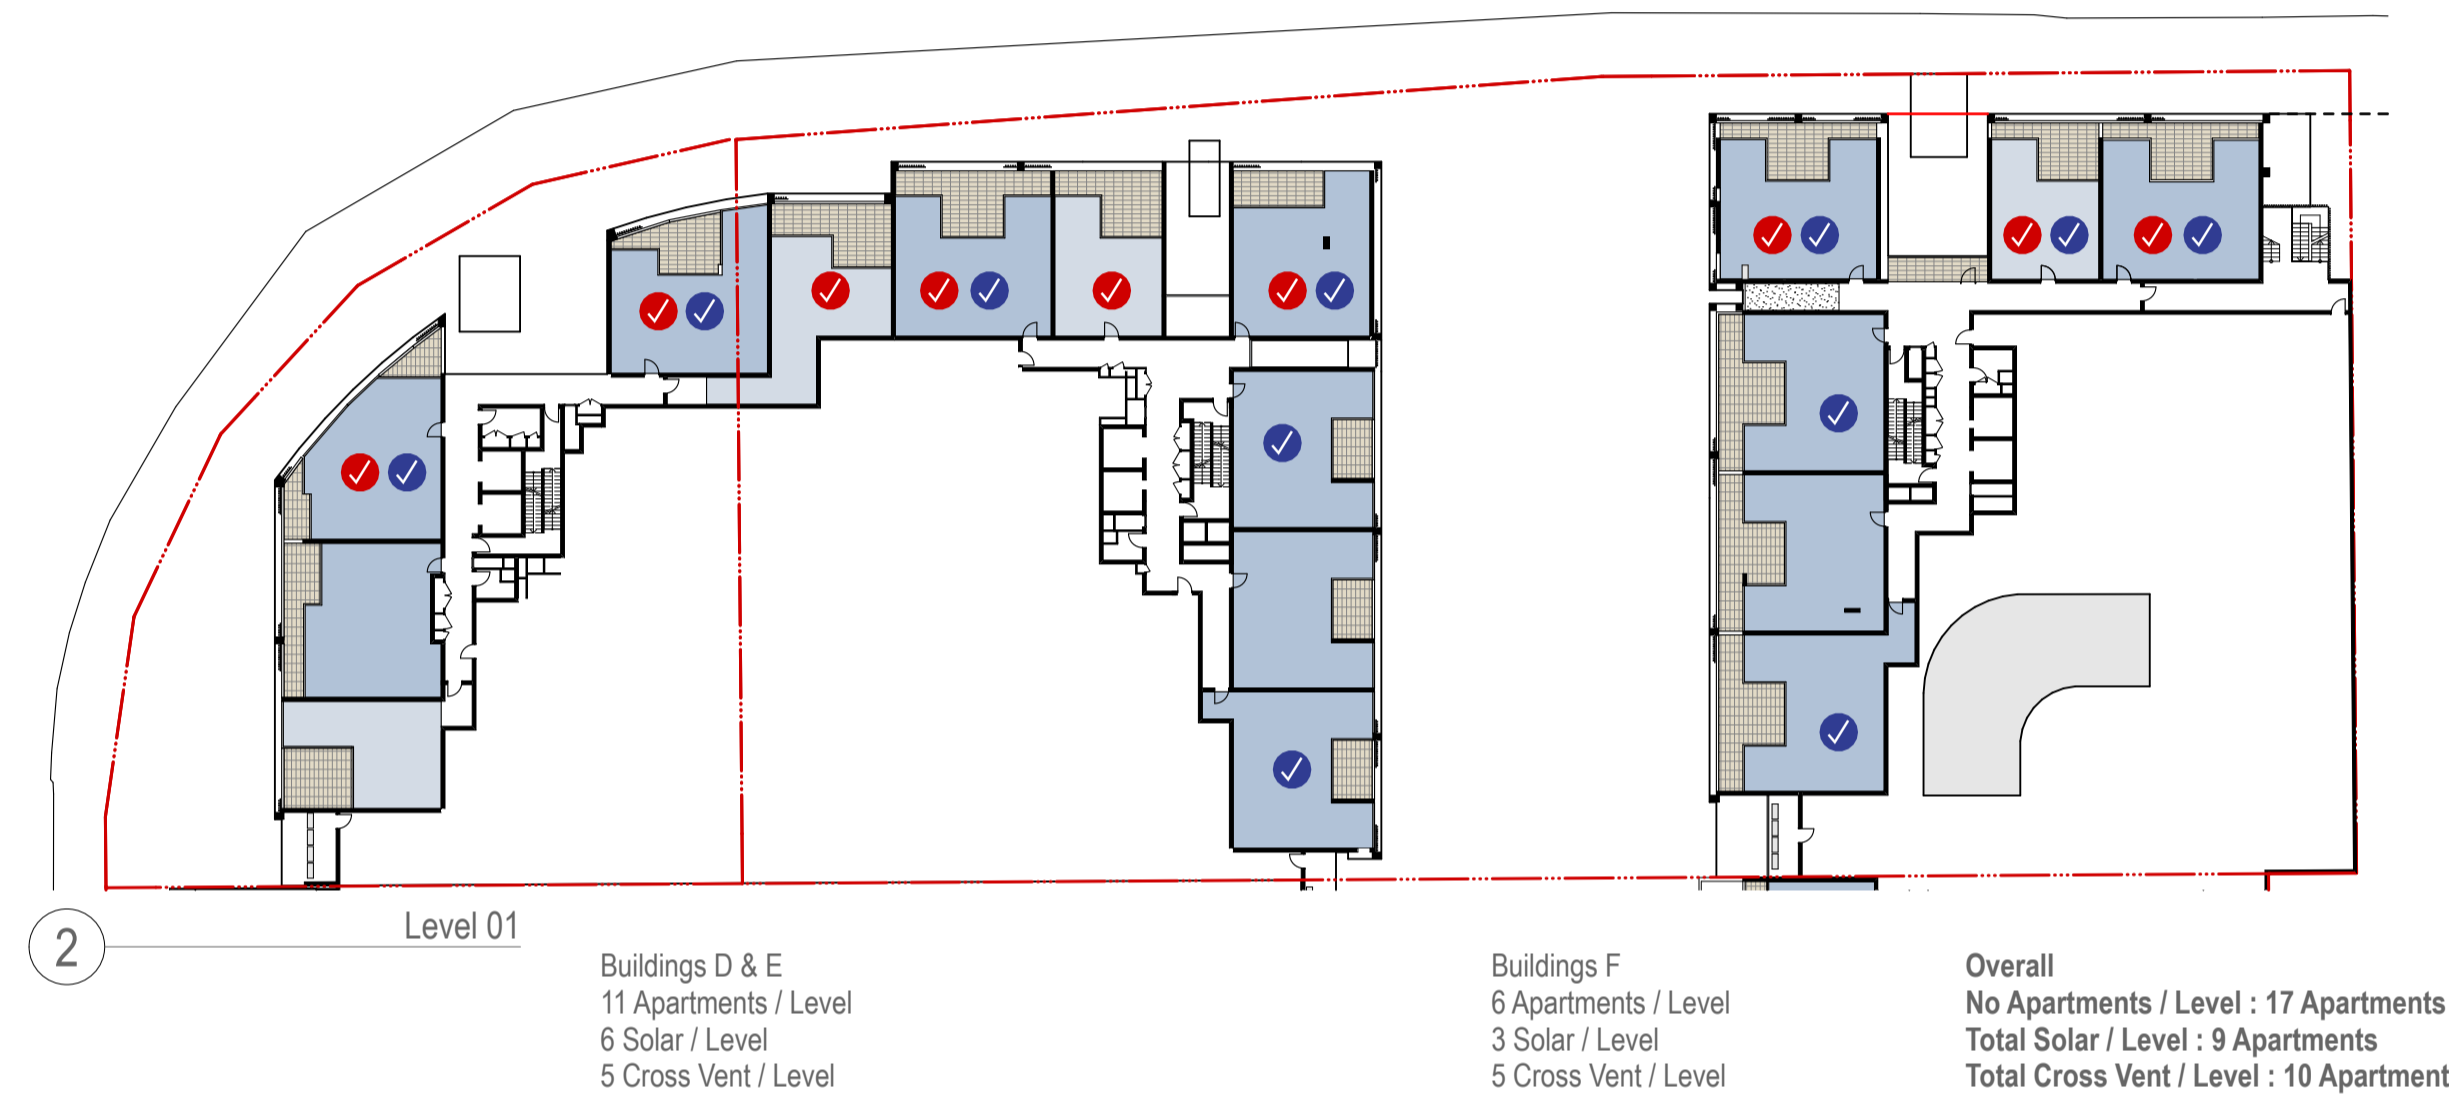 2
Level 01
Buildings D & E
11 Apartments / Level
6 Solar / Level
5 Cross Vent / Level
Buildings F
6 Apartments / Level
3 Solar / Level
5 Cross Vent / Level
Overall
No Apartments / Level : 17 Apartments
Total Solar / Level : 9 Apartments
Total Cross Vent / Level : 10 Apartment